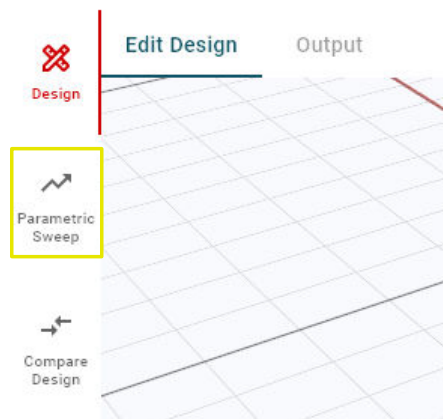 Edit Design
Output
Design
Parametric
Sweep
Compare
Design